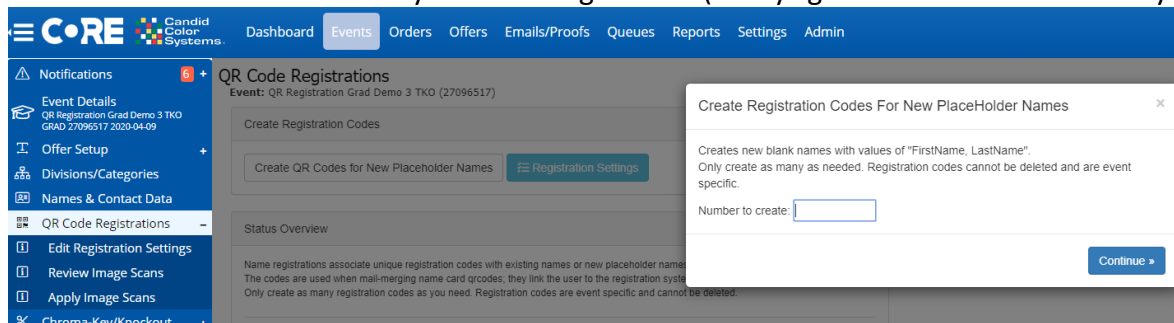 C•RE Candid Color Systems.
Dashboard Events Orders Offers Emails/Proofs Queues Reports Settings Admin
Notifications 6 +
Event Details
QR Registration Grad Demo 3 TKO
GRAD 27096517 2020-04-09
Offer Setup +
Divisions/Categories
Names & Contact Data
QR Code Registrations –
Edit Registration Settings
Review Image Scans
Apply Image Scans
QR Code Registrations
Event: QR Registration Grad Demo 3 TKO (27096517)
Create Registration Codes
Create QR Codes for New Placeholder Names Registration Settings
Status Overview
Name registrations associate unique registration codes with existing names or new placeholder names
The codes are used when mail-merging name card qrcodes; they link the user to the registration syste
Only create as many registration codes as you need. Registration codes are event specific and cannot be deleted.
Create Registration Codes For New PlaceHolder Names ×
Creates new blank names with values of "FirstName, LastName".
Only create as many as needed. Registration codes cannot be deleted and are event
specific.
Number to create:
Continue »